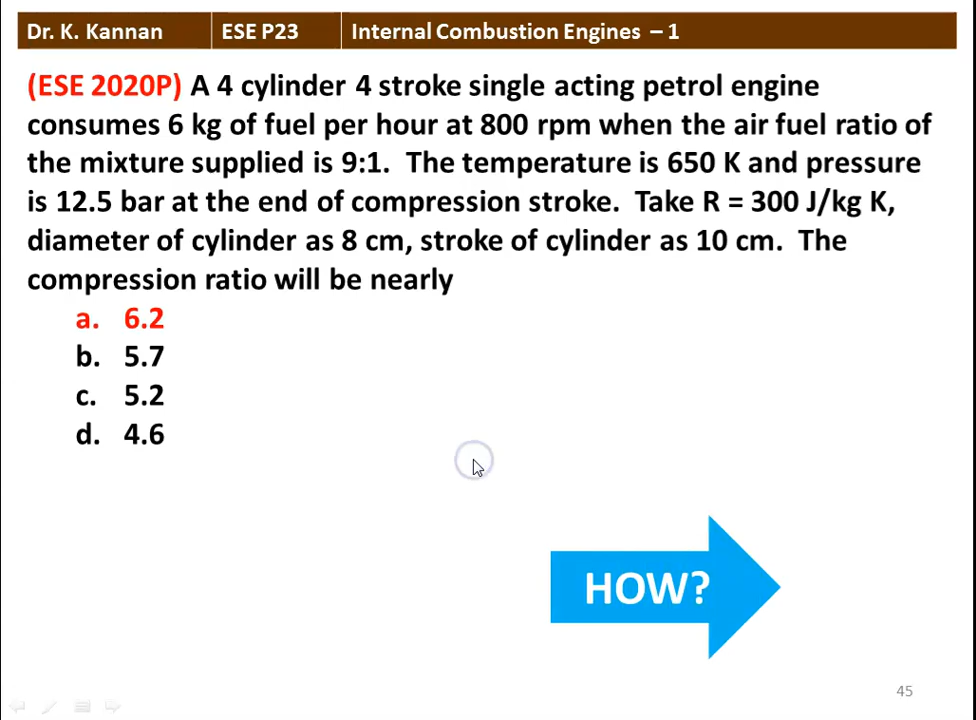 Dr. K. Kannan ESE P23 Internal Combustion Engines – 1
(ESE 2020P) A 4 cylinder 4 stroke single acting petrol engine
consumes 6 kg of fuel per hour at 800 rpm when the air fuel ratio of
the mixture supplied is 9:1. The temperature is 650 K and pressure
is 12.5 bar at the end of compression stroke. Take R = 300 J/kg K,
diameter of cylinder as 8 cm, stroke of cylinder as 10 cm. The
compression ratio will be nearly
a. 6.2
b. 5.7
c. 5.2
d. 4.6
HOW?
45